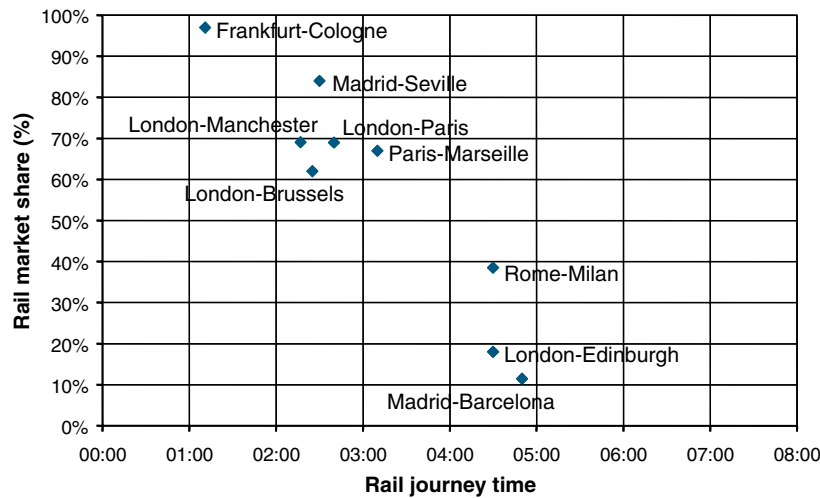 100%
90%
80%
70%
60%
50%
40%
30%
20%
10%
0%
Rail market share (%)
Frankfurt-Cologne
Madrid-Seville
London-Manchester
London-Paris
Paris-Marseille
London-Brussels
Rome-Milan
London-Edinburgh
Madrid-Barcelona
00:00 01:00 02:00 03:00 04:00 05:00 06:00 07:00 08:00
Rail journey time